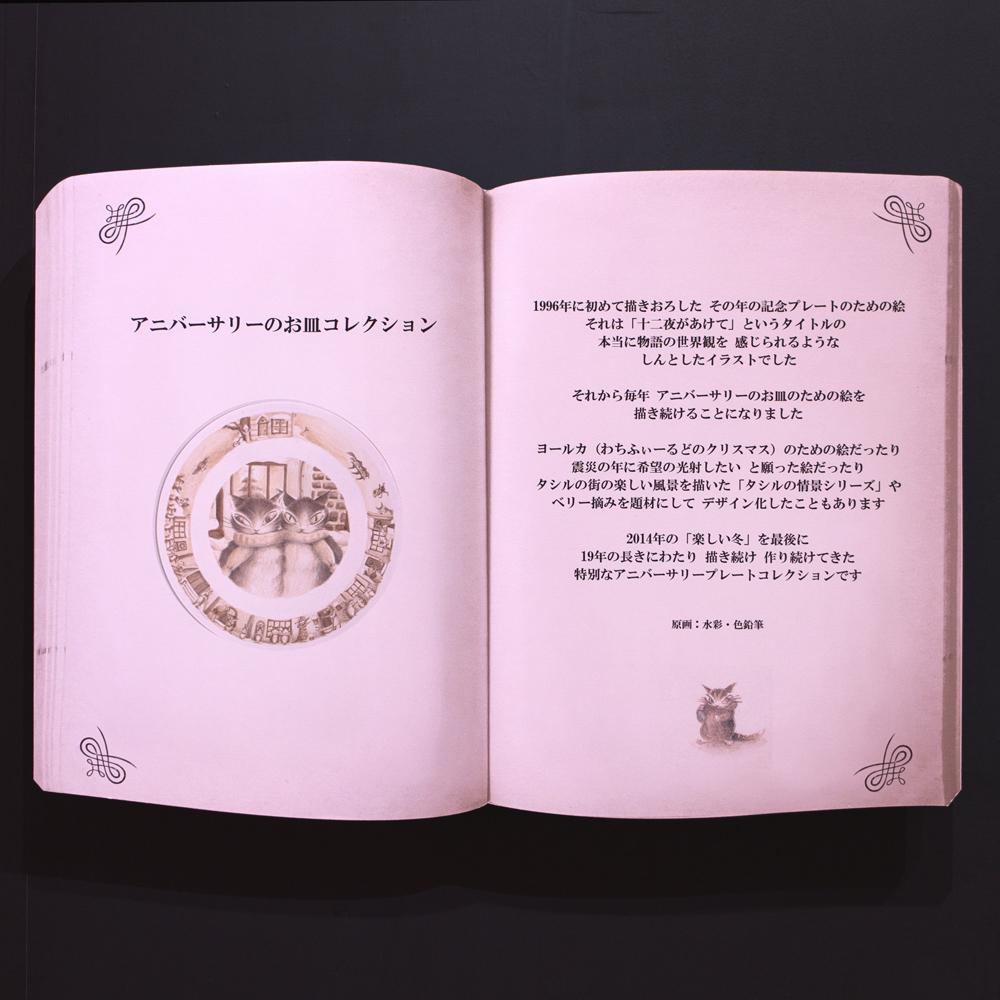 アニバーサリーのお皿コレクション
1996年に初めて描きおろした その年の記念プレートのための絵
それは「十二夜があけて」というタイトルの
本当に物語の世界観を 感じられるような
しんとしたイラストでした
それから毎年 アニバーサリーのお皿のための絵を
描き続けることになりました
ヨールカ（わちふぃーるどのクリスマス）のための絵だったり
震災の年に希望の光射したい と願った絵だったり
タシルの街の楽しい風景を描いた「タシルの情景シリーズ」や
ベリー摘みを題材にして デザイン化したこともあります
2014年の「楽しい冬」を最後に
19年の長きにわたり 描き続け 作り続けてきた
特別なアニバーサリープレートコレクションです
原画：水彩・色鉛筆